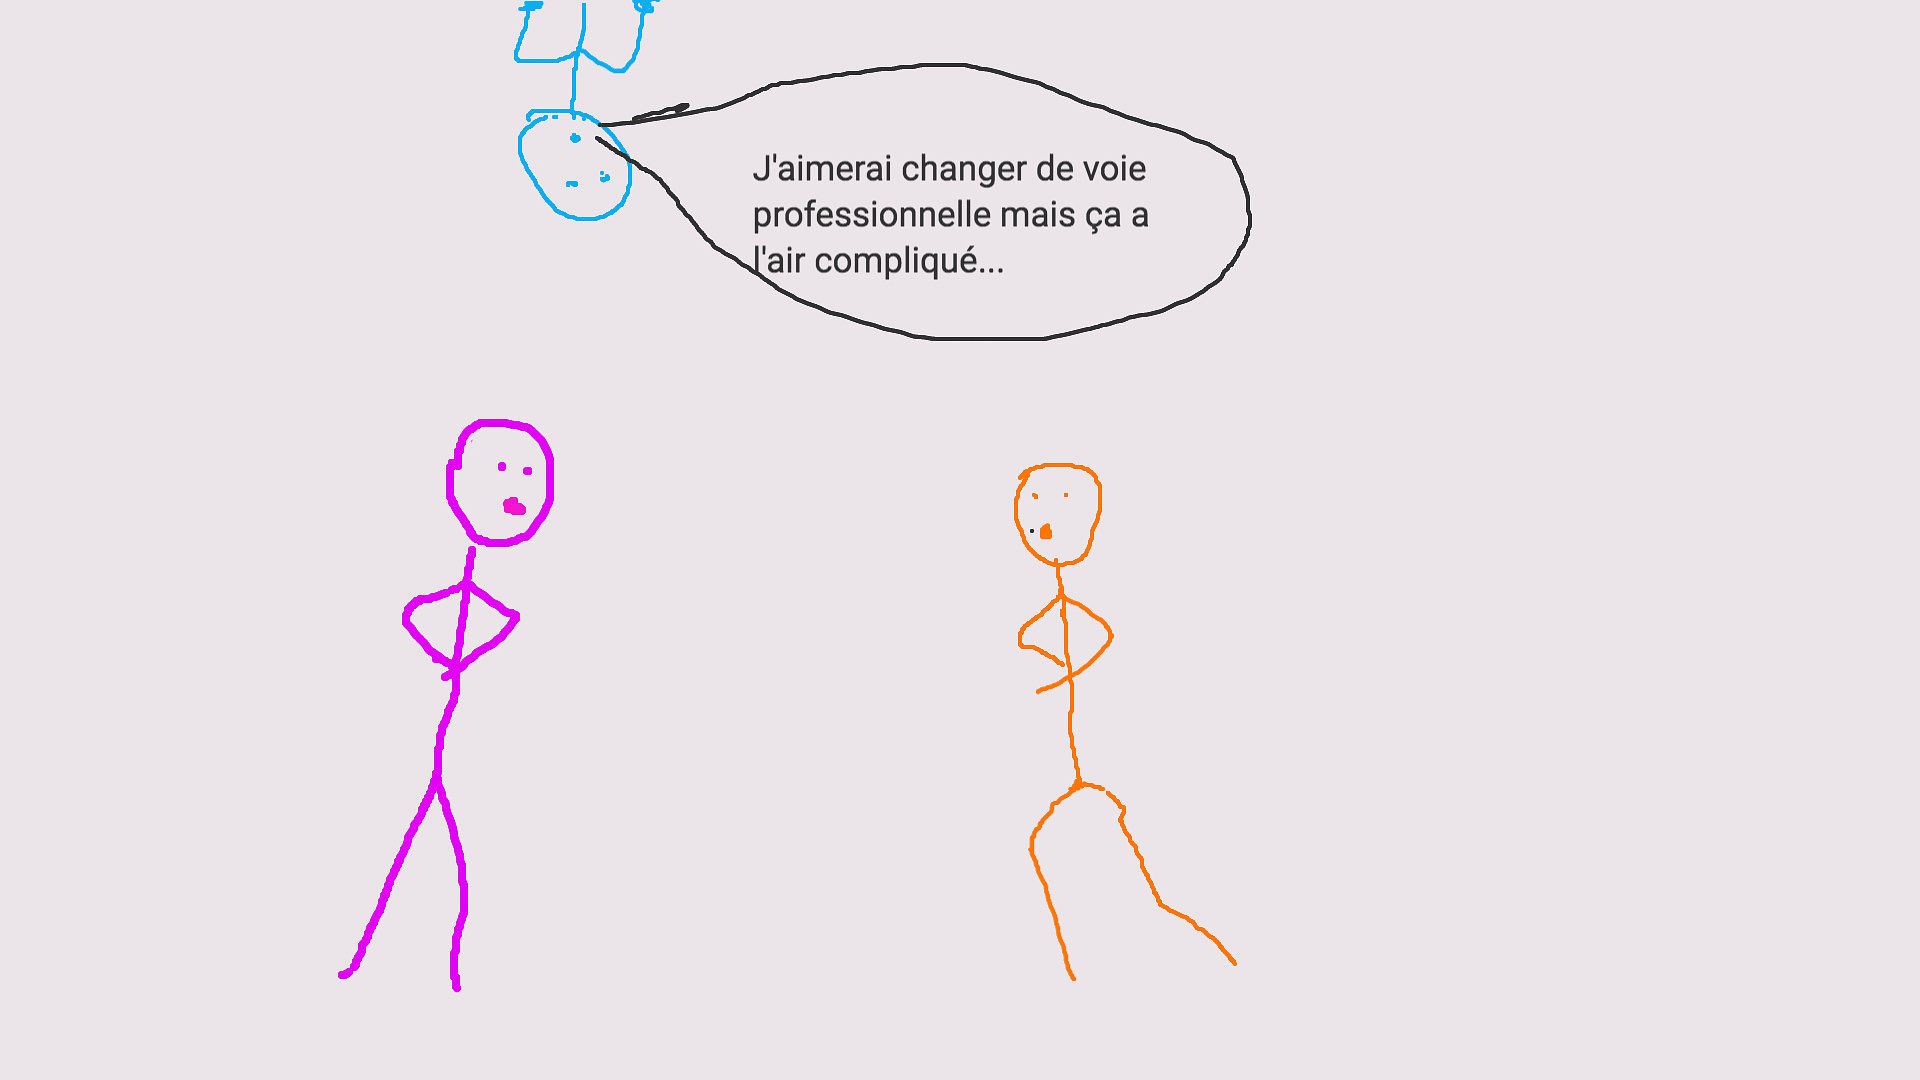 J'aimerai changer de voie
professionnelle mais ça a
l'air compliqué...